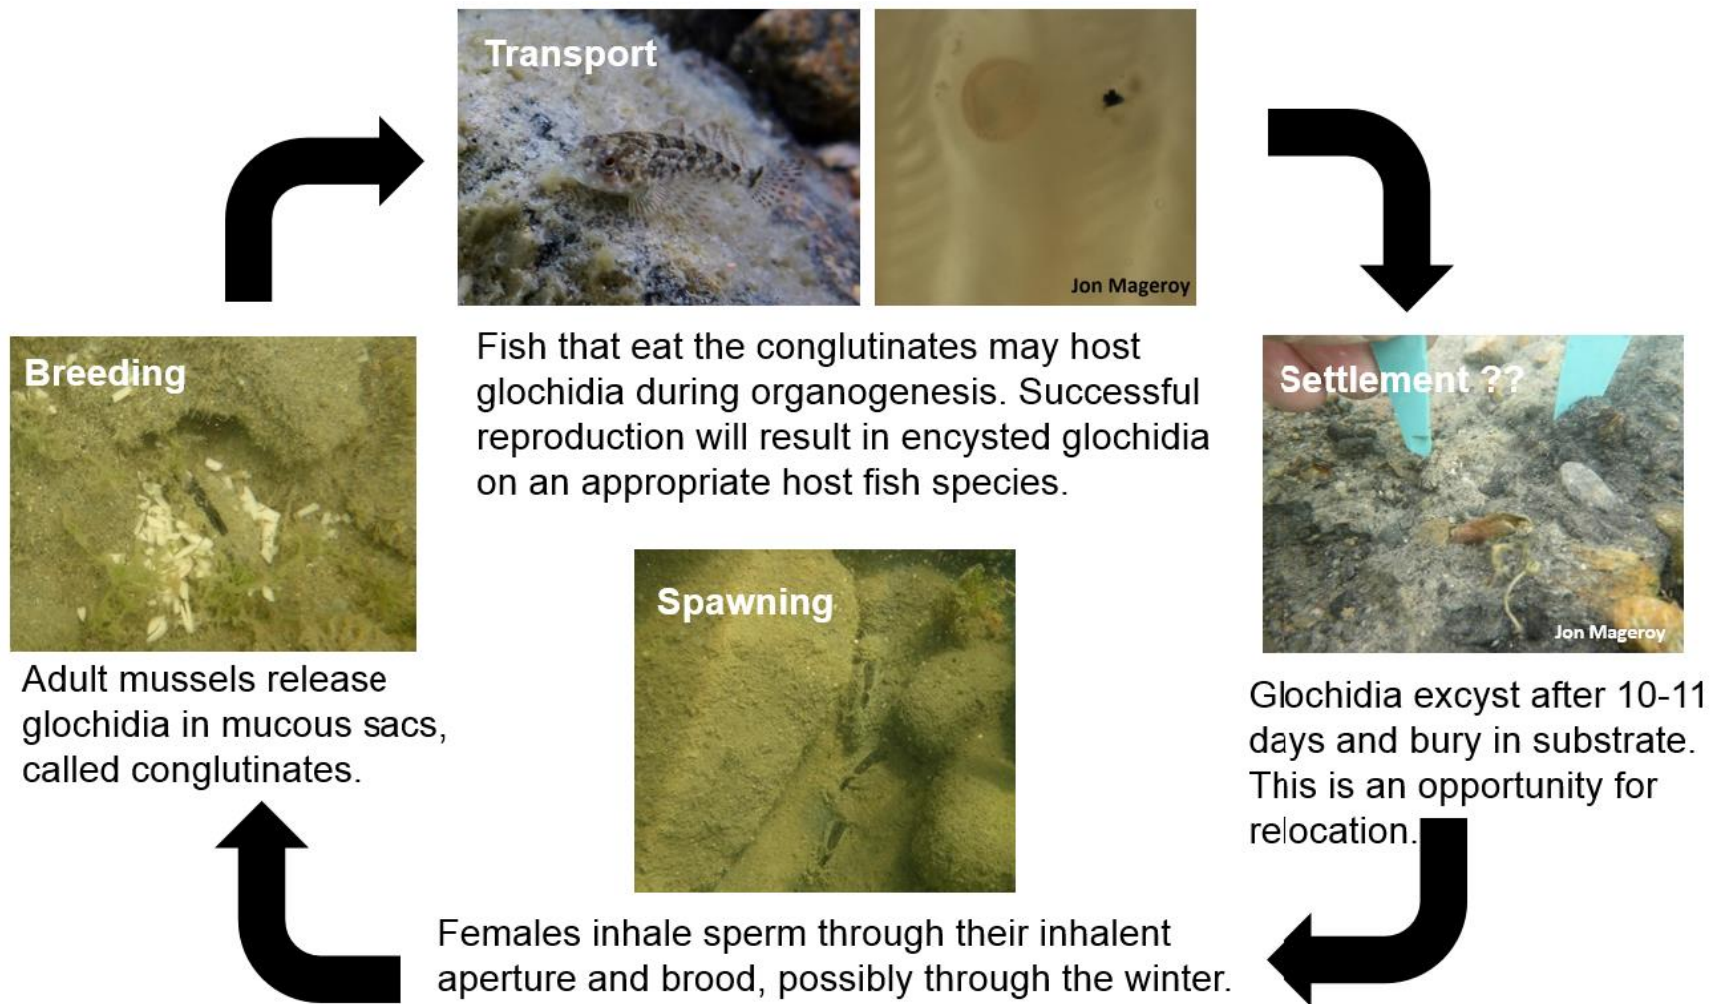 Transport
Jon Mageroy
Fish that eat the conglutinates may host
glochidia during organogenesis. Successful
reproduction will result in encysted glochidia
on an appropriate host fish species.
Settlement ??
Jon Mageroy
Glochidia excyst after 10-11
days and bury in substrate.
This is an opportunity for
relocation.
Spawning
Females inhale sperm through their inhalent
aperture and brood, possibly through the winter.
Breeding
Adult mussels release
glochidia in mucous sacs,
called conglutinates.